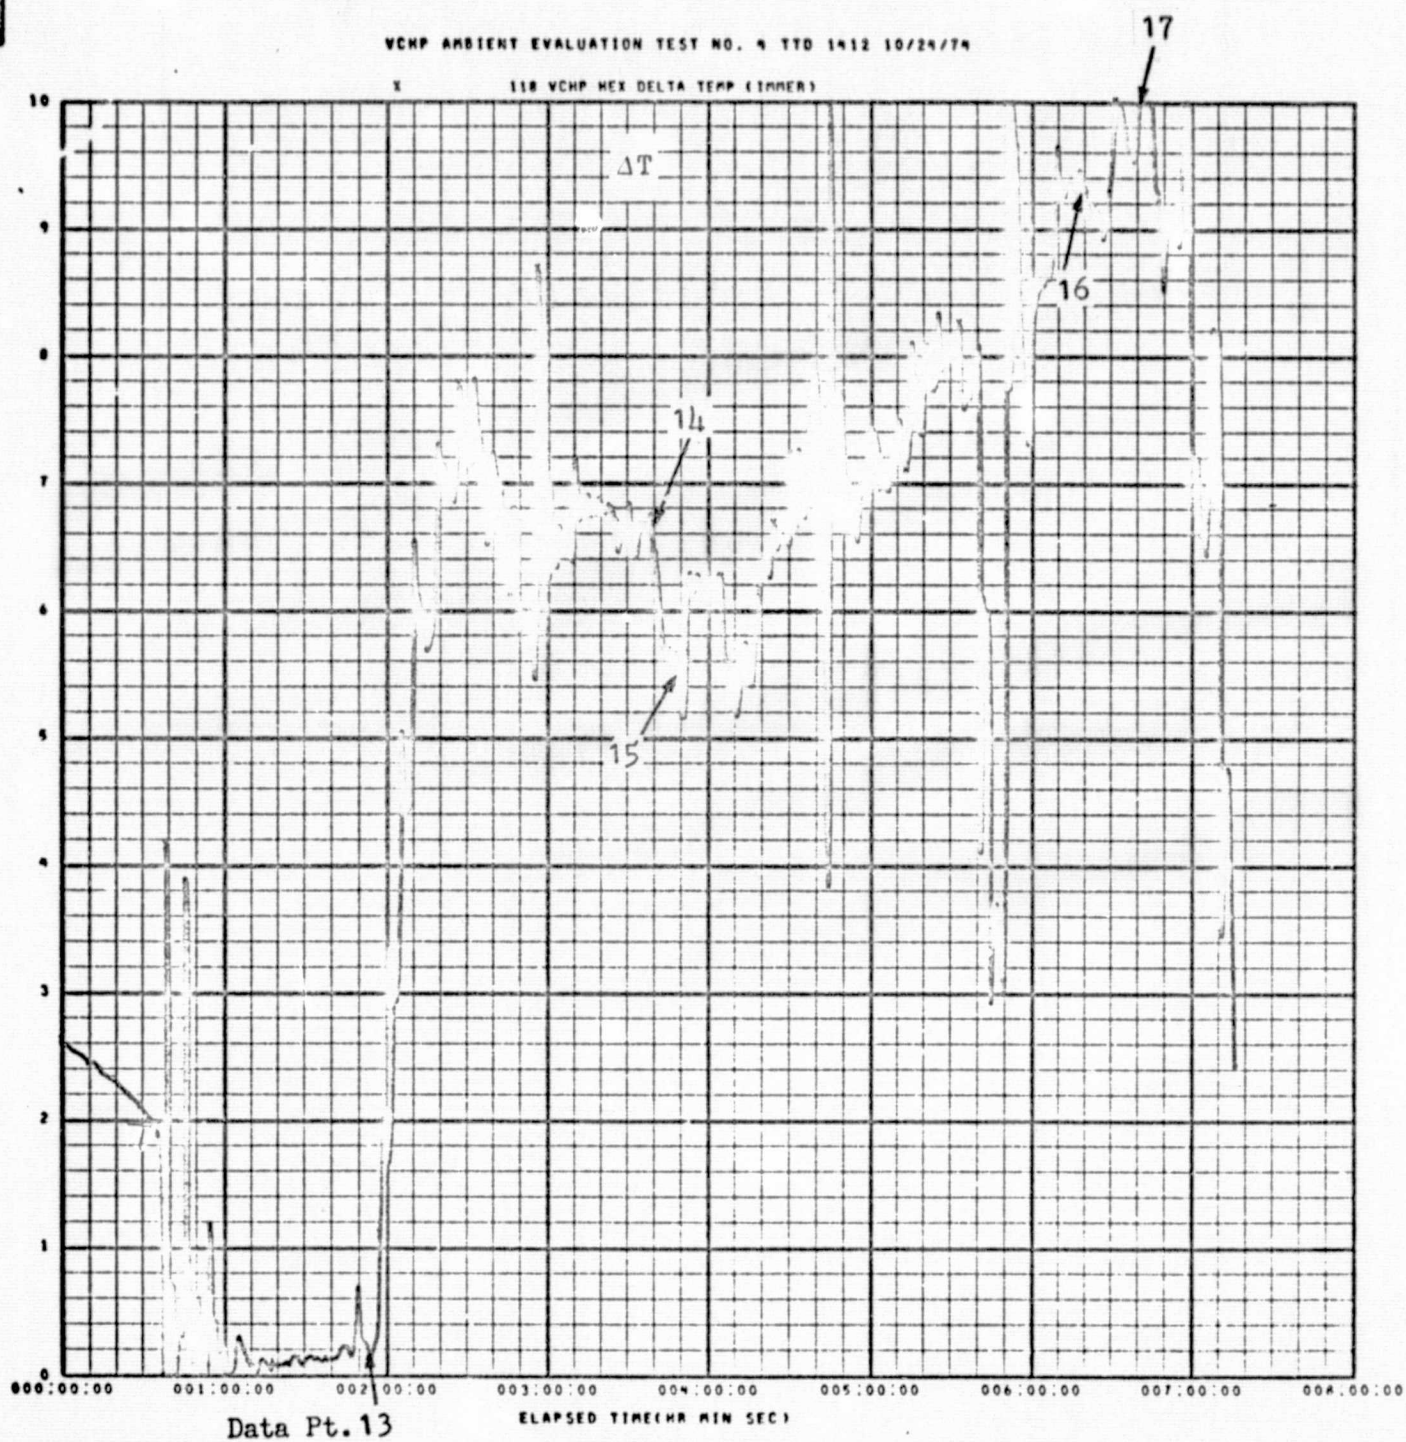 17
VCHP AMBIENT EVALUATION TEST NO. 4 TTD 1412 10/24/74
X 118 VCHP HEX DELTA TEMP (IMMER)
10
ΔT
9
16
8
14
7
6
15
5
4
3
2
1
0
000:00:00 001:00:00 002:00:00 003:00:00 004:00:00 005:00:00 006:00:00 007:00:00 008:00:00
ELAPSED TIME(HR MIN SEC)
Data Pt.13